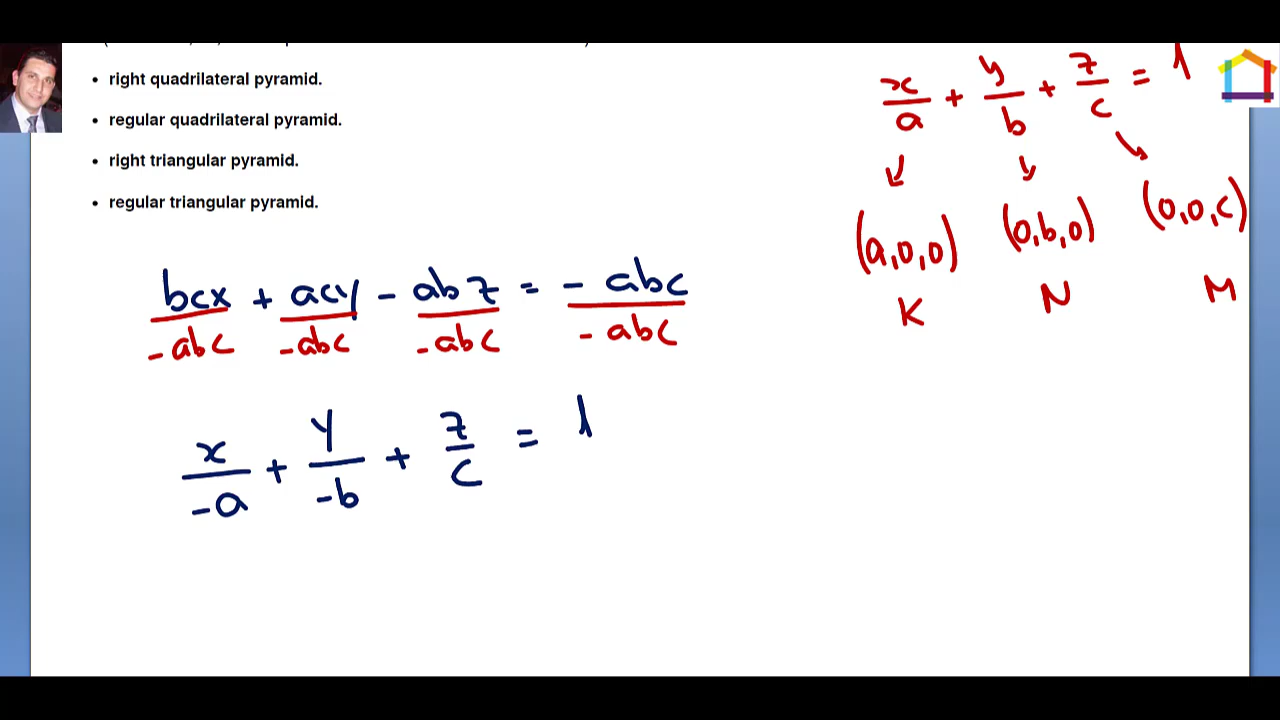 • right quadrilateral pyramid.
• regular quadrilateral pyramid.
• right triangular pyramid.
• regular triangular pyramid.
x/a + y/b + z/c = 1
(a,0,0) (0,b,0) (0,0,c)
K N M
bcx/-abc + acy/-abc - abz/-abc = -abc/-abc
x/-a + y/-b + z/c = 1